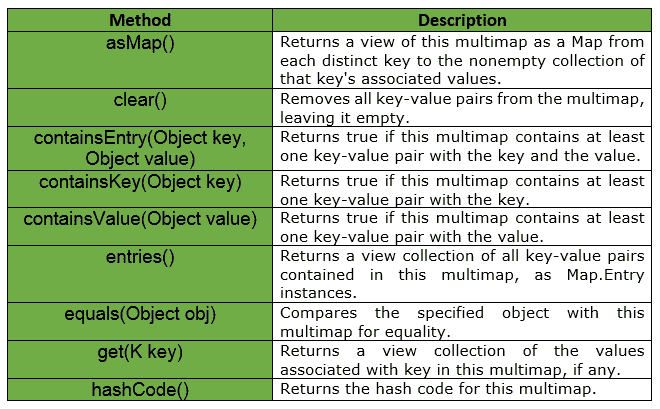 Method Description
asMap() Returns a view of this multimap as a Map from
each distinct key to the nonempty collection of
that key's associated values.
clear() Removes all key-value pairs from the multimap,
leaving it empty.
containsEntry(Object key, Returns true if this multimap contains at least
Object value) one key-value pair with the key and the value.
containsKey(Object key) Returns true if this multimap contains at least
one key-value pair with the key.
containsValue(Object value) Returns true if this multimap contains at least
one key-value pair with the value.
entries() Returns a view collection of all key-value pairs
contained in this multimap, as Map.Entry
instances.
equals(Object obj) Compares the specified object with this
multimap for equality.
get(K key) Returns a view collection of the values
associated with key in this multimap, if any.
hashCode() Returns the hash code for this multimap.